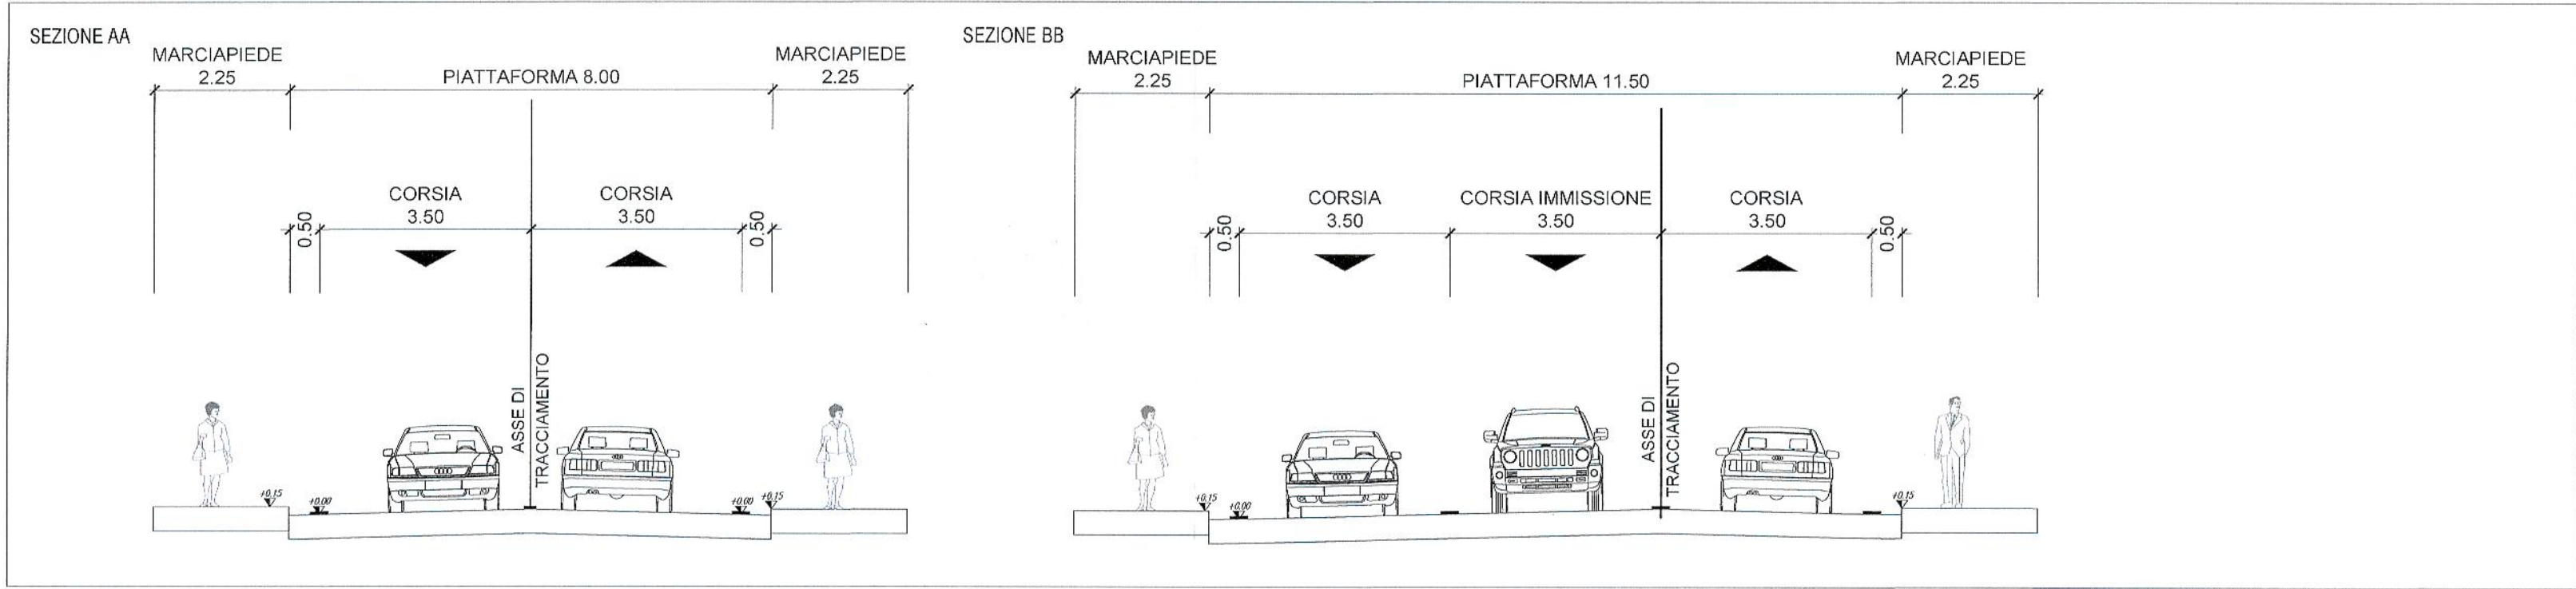 SEZIONE AA
MARCIAPIEDE
2.25
PIATTAFORMA 8.00
MARCIAPIEDE
2.25
0.50
CORSIA
3.50
CORSIA
3.50
0.50
ASSE DI
TRACCIAMENTO
+0.15
+0.00
+0.00
+0.15
SEZIONE BB
MARCIAPIEDE
2.25
PIATTAFORMA 11.50
MARCIAPIEDE
2.25
0.50
CORSIA
3.50
CORSIA IMMISSIONE
3.50
CORSIA
3.50
0.50
ASSE DI
TRACCIAMENTO
+0.15
+0.00
+0.15